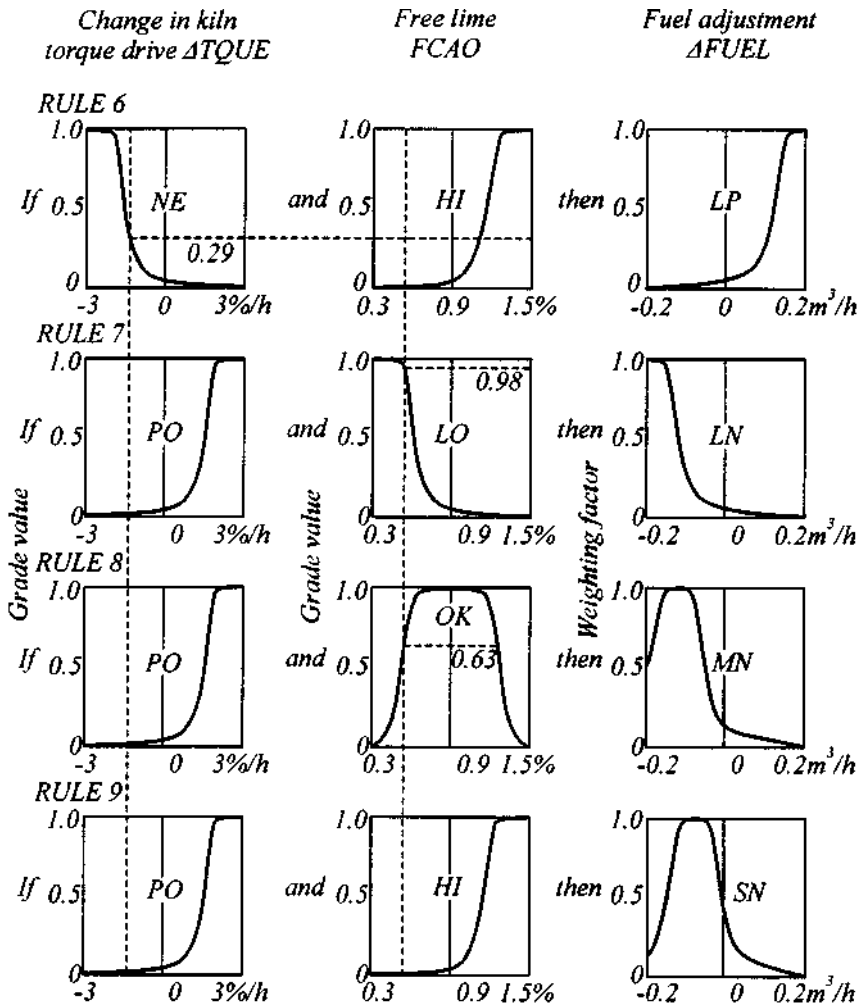 Change in kiln torque drive ΔTQUE
Free lime FCAO
Fuel adjustment ΔFUEL
RULE 6
1.0 1.0 1.0
If 0.5 NE and 0.5 HI then 0.5 LP
0.29
0 0 0
-3 0 3%/h 0.3 0.9 1.5% -0.2 0 0.2m³/h
RULE 7
1.0 1.0 1.0
0.98
If 0.5 PO and 0.5 LO then 0.5 LN
0 0 0
-3 0 3%/h 0.3 0.9 1.5% -0.2 0 0.2m³/h
Grade value
Grade value
Weighting factor
RULE 8
1.0 1.0 1.0
OK
If 0.5 PO and 0.5 0.63 then 0.5 MN
0 0 0
-3 0 3%/h 0.3 0.9 1.5% -0.2 0 0.2m³/h
RULE 9
1.0 1.0 1.0
If 0.5 PO and 0.5 HI then 0.5 SN
0 0 0
-3 0 3%/h 0.3 0.9 1.5% -0.2 0 0.2m³/h